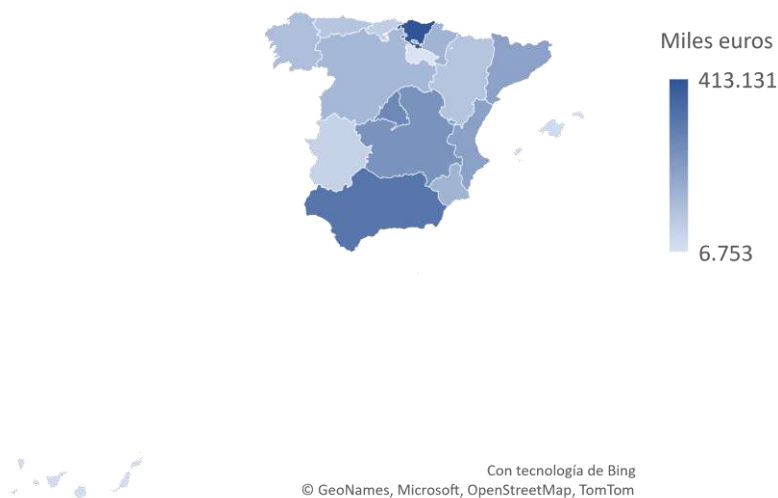 Miles euros
413.131
6.753
Con tecnología de Bing
© GeoNames, Microsoft, OpenStreetMap, TomTom